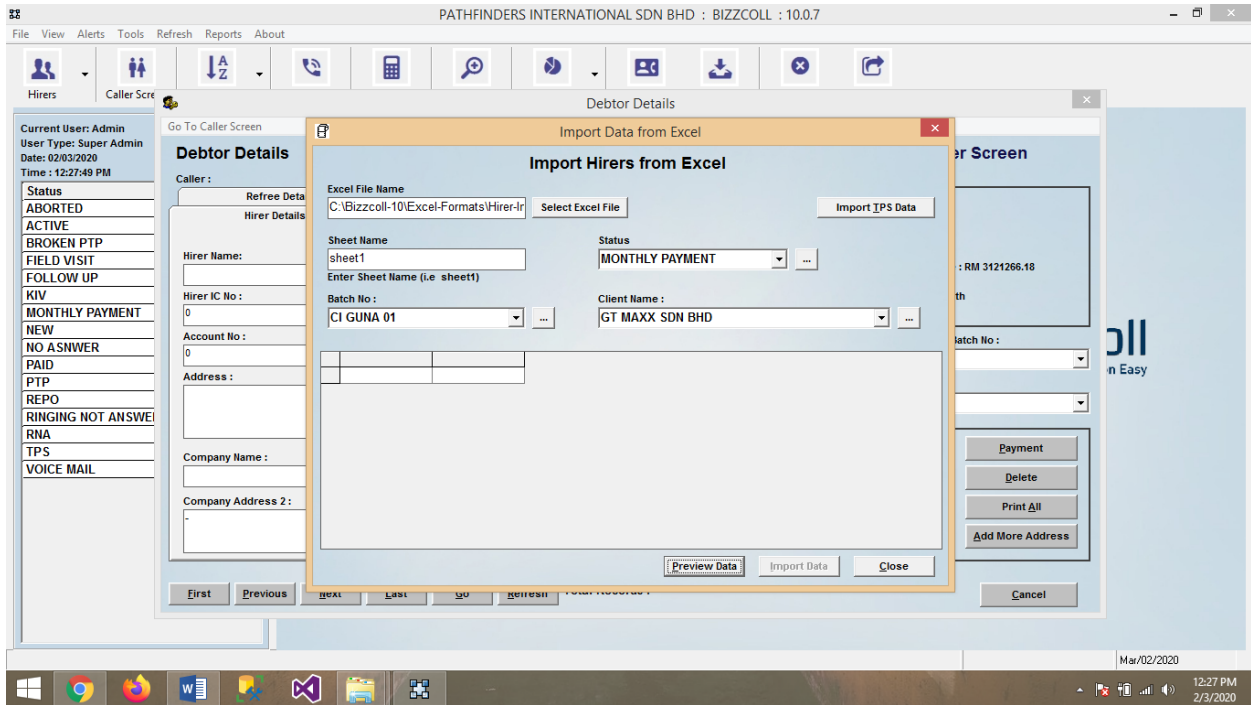 PATHFINDERS INTERNATIONAL SDN BHD : BIZZCOLL : 10.0.7
File View Alerts Tools Refresh Reports About
Hirers
Caller Scre
Debtor Details
Current User: Admin
User Type: Super Admin
Date: 02/03/2020
Time : 12:27:49 PM
Status
ABORTED
ACTIVE
BROKEN PTP
FIELD VISIT
FOLLOW UP
KIV
MONTHLY PAYMENT
NEW
NO ASNWER
PAID
PTP
REPO
RINGING NOT ANSWE
RNA
TPS
VOICE MAIL
Go To Caller Screen
Debtor Details
er Screen
Caller :
Refree Deta
Hirer Details
Hirer Name:
Hirer IC No :
0
Account No :
0
Address :
Company Name :
Company Address 2 :
-
Import Data from Excel
Import Hirers from Excel
Excel File Name
C:\Bizzcoll-10\Excel-Formats\Hirer-Ir
Select Excel File
Import TPS Data
Sheet Name
Status
sheet1
MONTHLY PAYMENT
...
Enter Sheet Name (i.e sheet1)
Batch No :
Client Name :
CI GUNA 01
...
GT MAXX SDN BHD
...
Preview Data
Import Data
Close
: RM 3121266.18
th
Batch No :
Payment
Delete
Print All
Add More Address
First
Previous
Next
Last
Go
Refresh
Total Records :
Cancel
oll
on Easy
Mar/02/2020
12:27 PM
2/3/2020